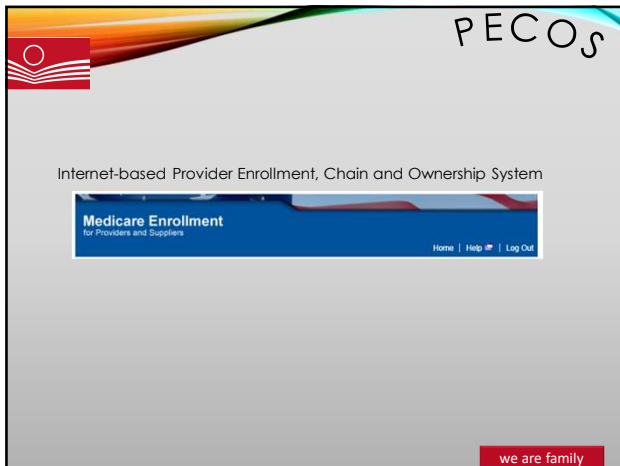 PECOS
Internet-based Provider Enrollment, Chain and Ownership System
Medicare Enrollment
for Providers and Suppliers
Home | Help | Log Out
we are family